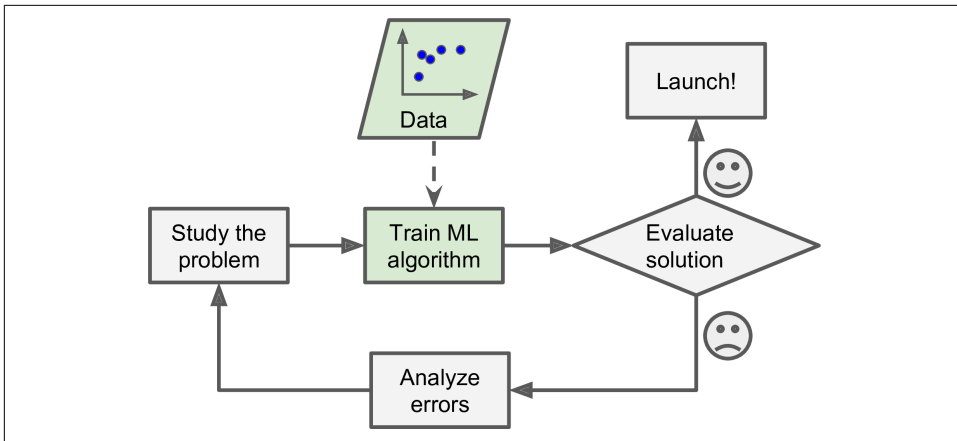 Data
Launch!
Study the
problem
Train ML
algorithm
Evaluate
solution
Analyze
errors